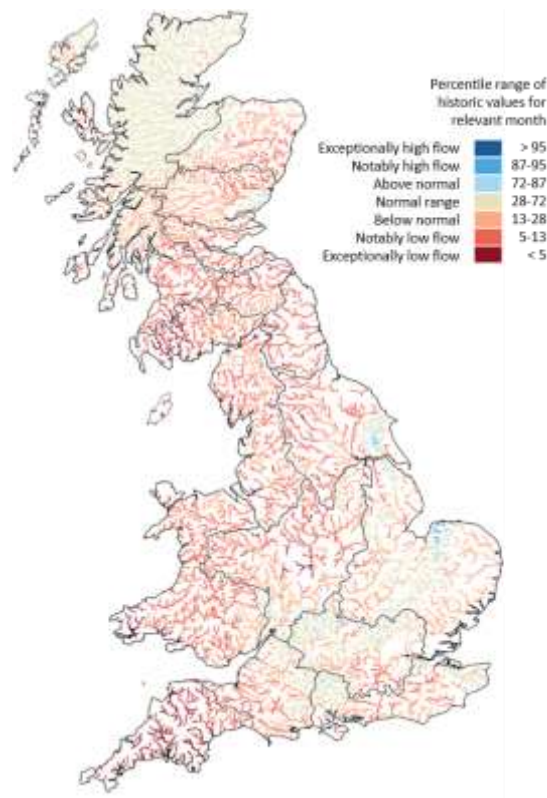 Percentile range of
historic values for
relevant month
Exceptionally high flow > 95
Notably high flow 87-95
Above normal 72-87
Normal range 28-72
Below normal 13-28
Notably low flow 5-13
Exceptionally low flow < 5